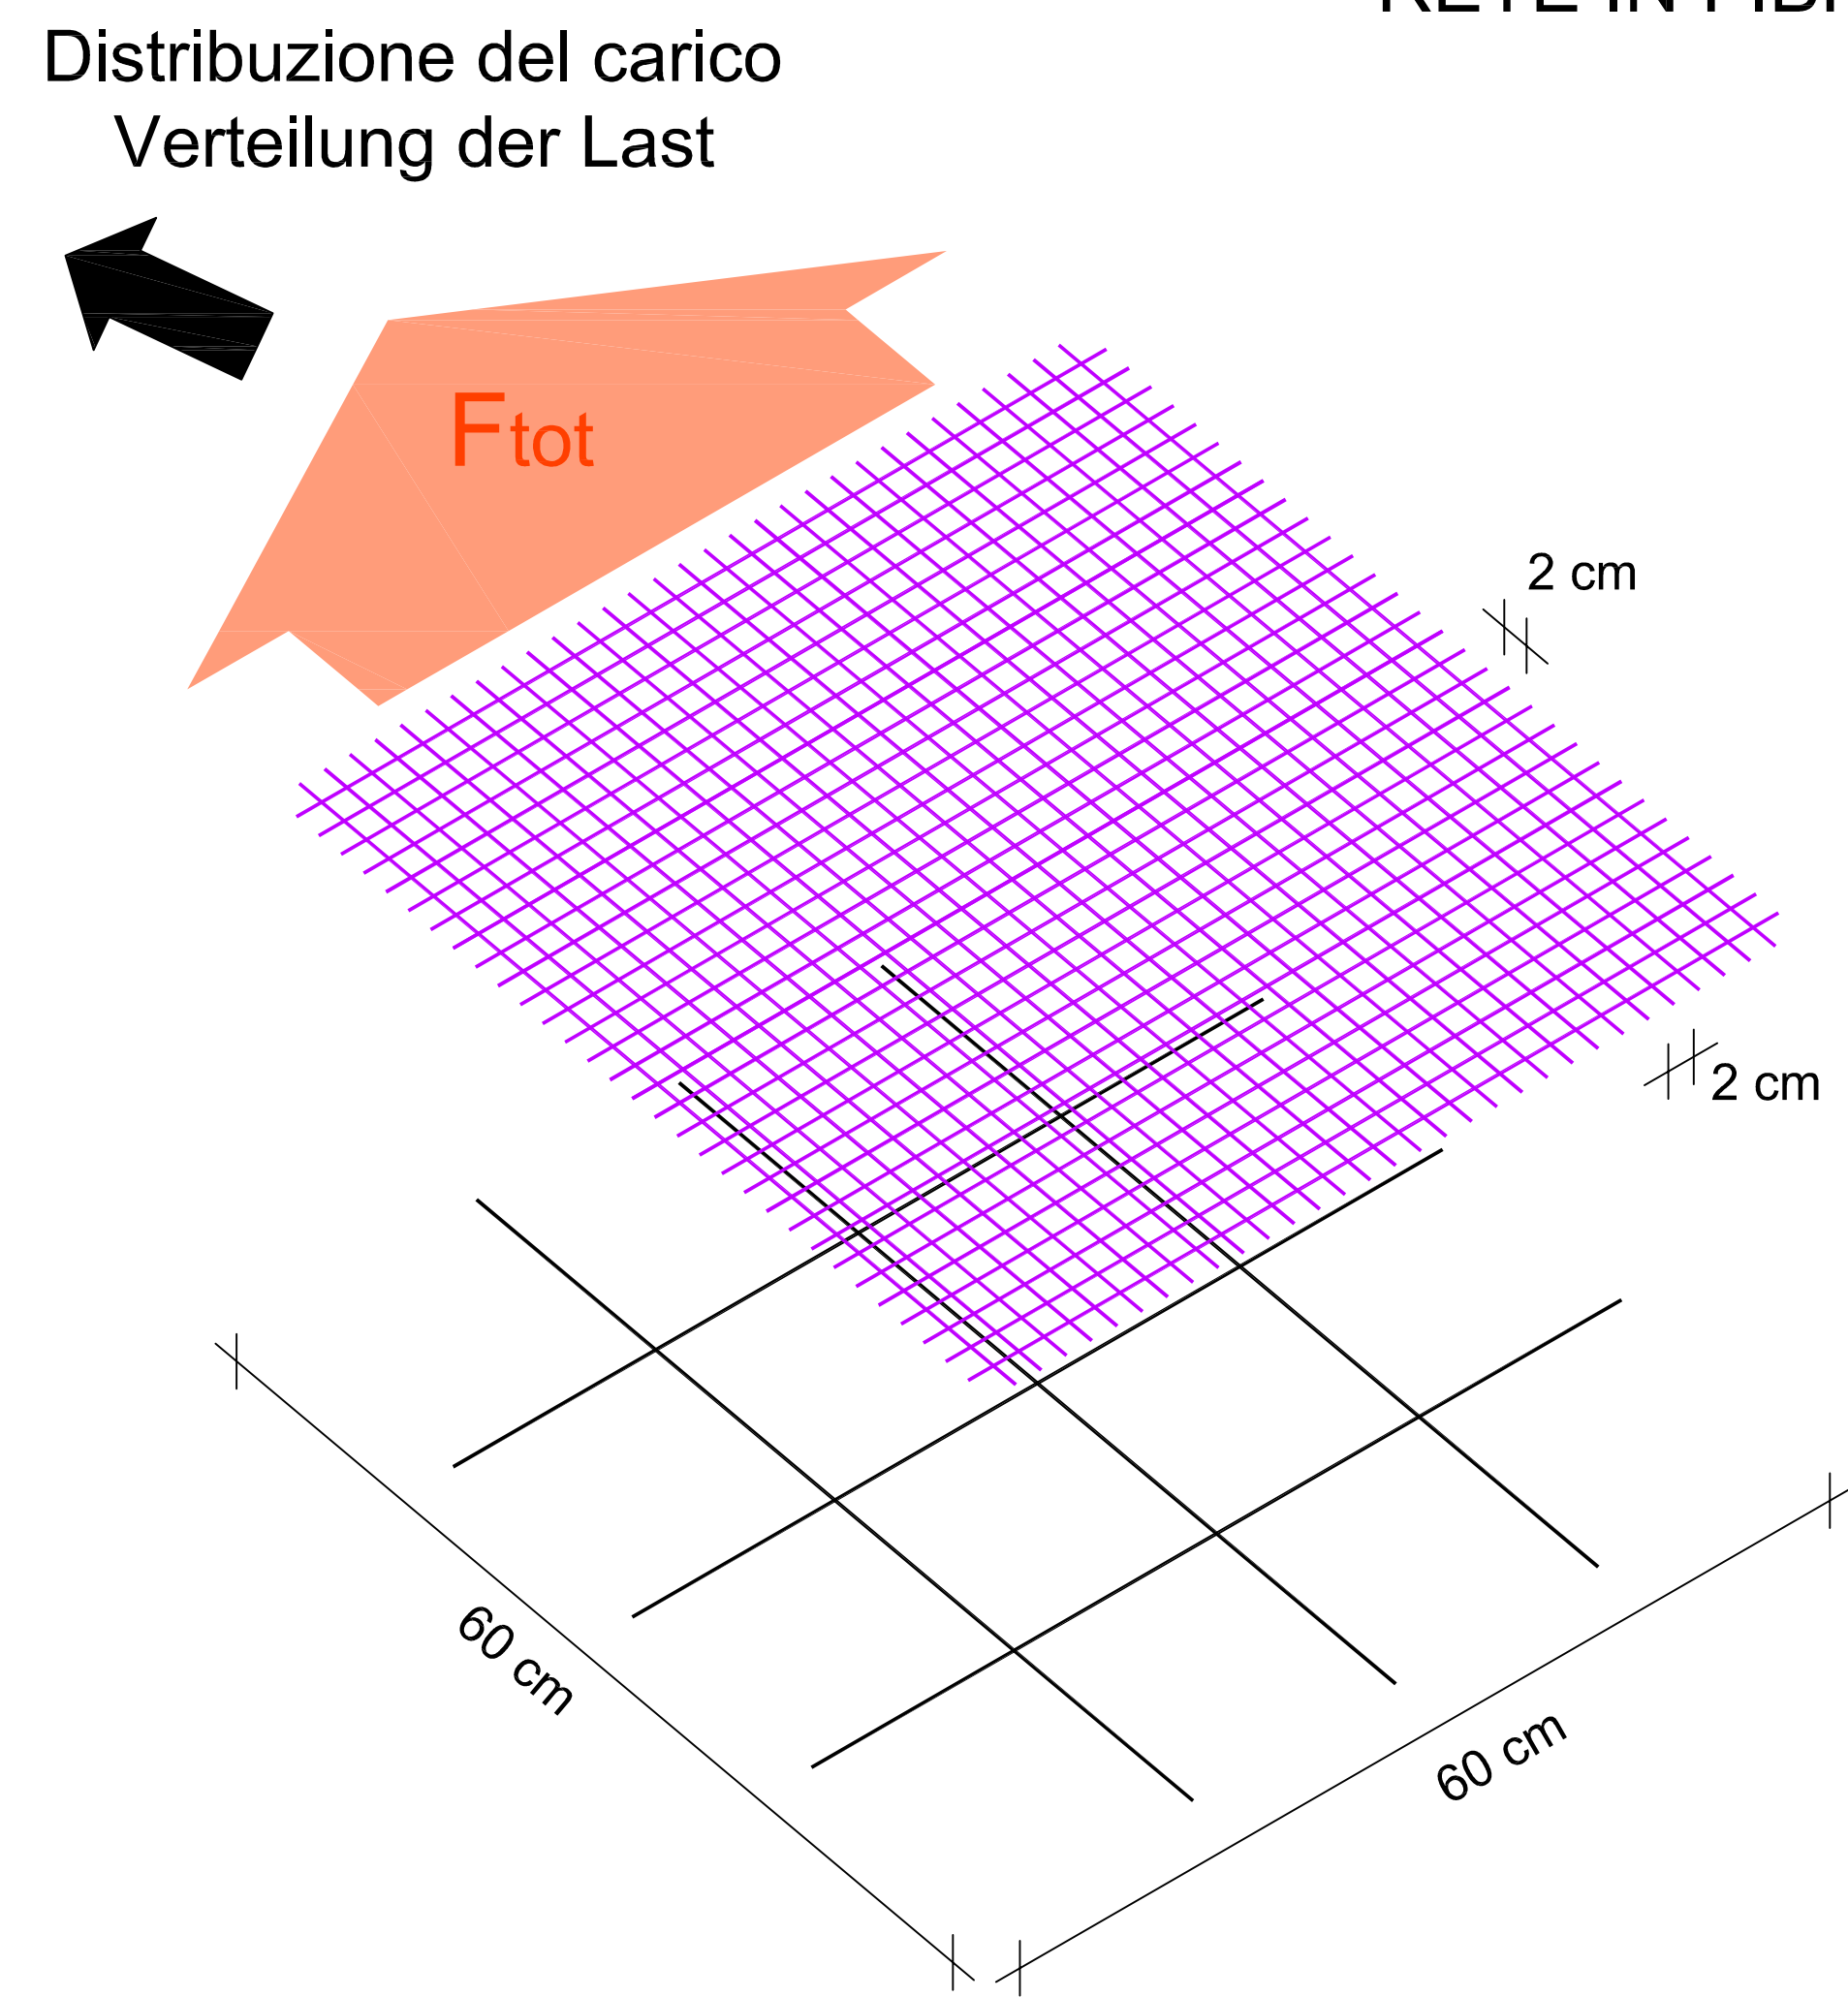 Distribuzione del carico
Verteilung der Last
Ftot
2 cm
2 cm
60 cm
60 cm